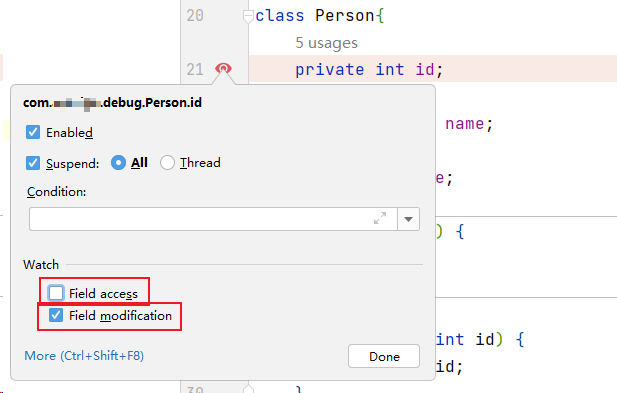 20 class Person{
5 usages
21 private int id;
com. .debug.Person.id
name;
Enabled
Suspend: All Thread
e;
Condition:
) {
Watch
Field access
Field modification
int id) {
More (Ctrl+Shift+F8) Done
id;
30 }